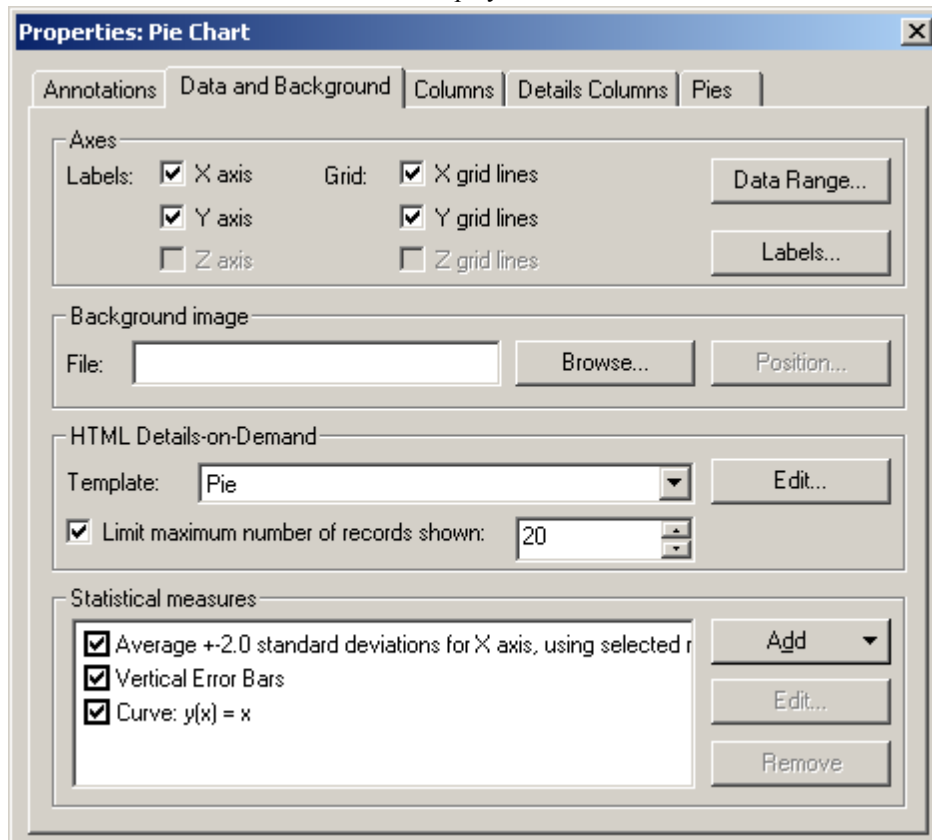 Properties: Pie Chart
Annotations Data and Background Columns Details Columns Pies
Axes
Labels: X axis Grid: X grid lines Data Range...
Y axis Y grid lines
Z axis Z grid lines Labels...
Background image
File: Browse... Position...
HTML Details-on-Demand
Template: Pie Edit...
Limit maximum number of records shown: 20
Statistical measures
Average +-2.0 standard deviations for X axis, using selected r Add
Vertical Error Bars Edit...
Curve: y(x) = x
Remove